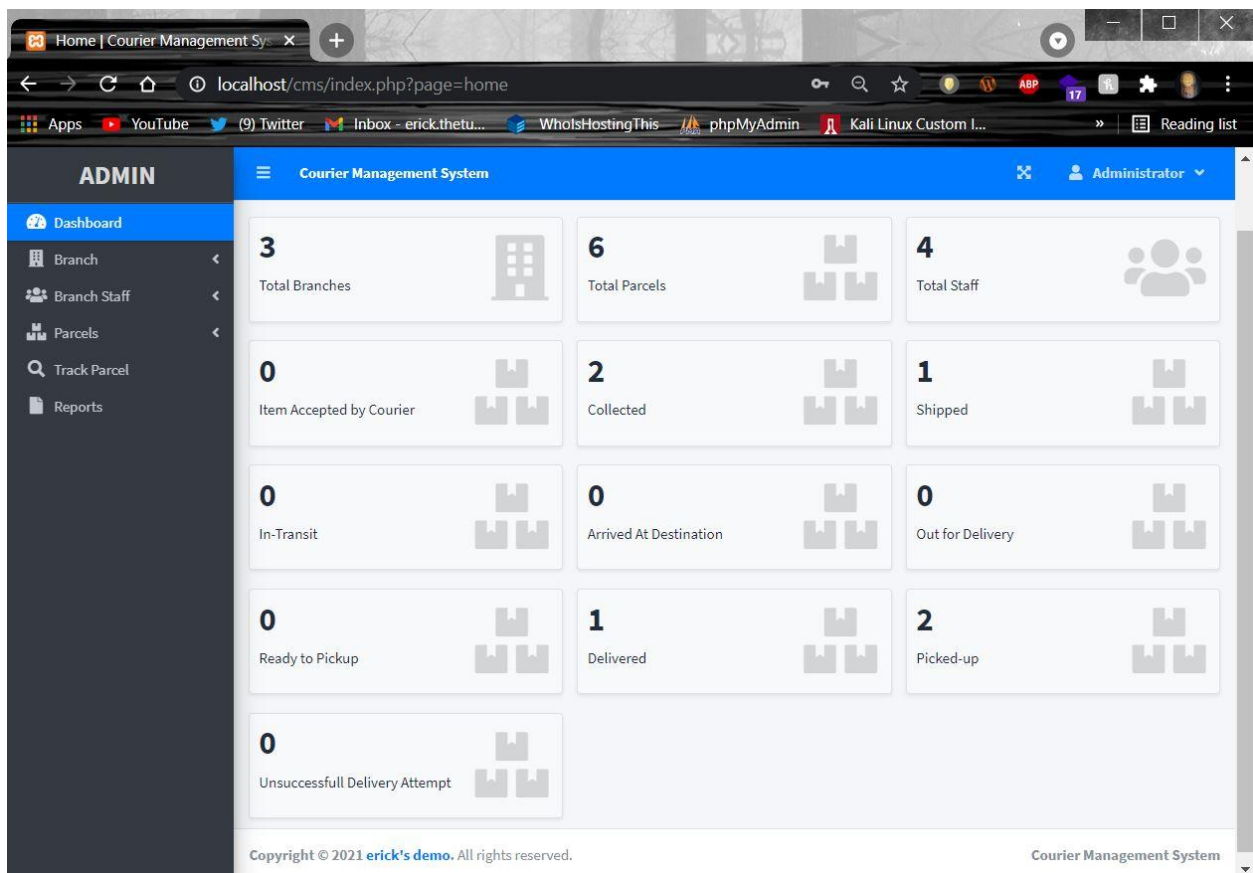 Home | Courier Management Sys
localhost/cms/index.php?page=home
ABP
17
Apps YouTube (9) Twitter Inbox - erick.thetu... WhoIsHostingThis phpMyAdmin Kali Linux Custom I... » Reading list
ADMIN Courier Management System Administrator
Dashboard
Branch
Branch Staff
Parcels
Track Parcel
Reports
3 6 4
Total Branches Total Parcels Total Staff
0 2 1
Item Accepted by Courier Collected Shipped
0 0 0
In-Transit Arrived At Destination Out for Delivery
0 1 2
Ready to Pickup Delivered Picked-up
0
Unsuccessfull Delivery Attempt
Copyright © 2021 erick's demo. All rights reserved. Courier Management System